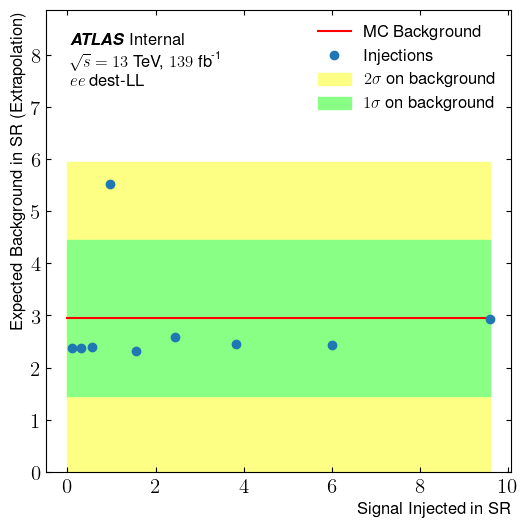 ATLAS Internal
√s = 13 TeV, 139 fb⁻¹
ee dest-LL
MC Background
Injections
2σ on background
1σ on background
Expected Background in SR (Extrapolation)
8
7
6
5
4
3
2
1
0
0 2 4 6 8 10
Signal Injected in SR